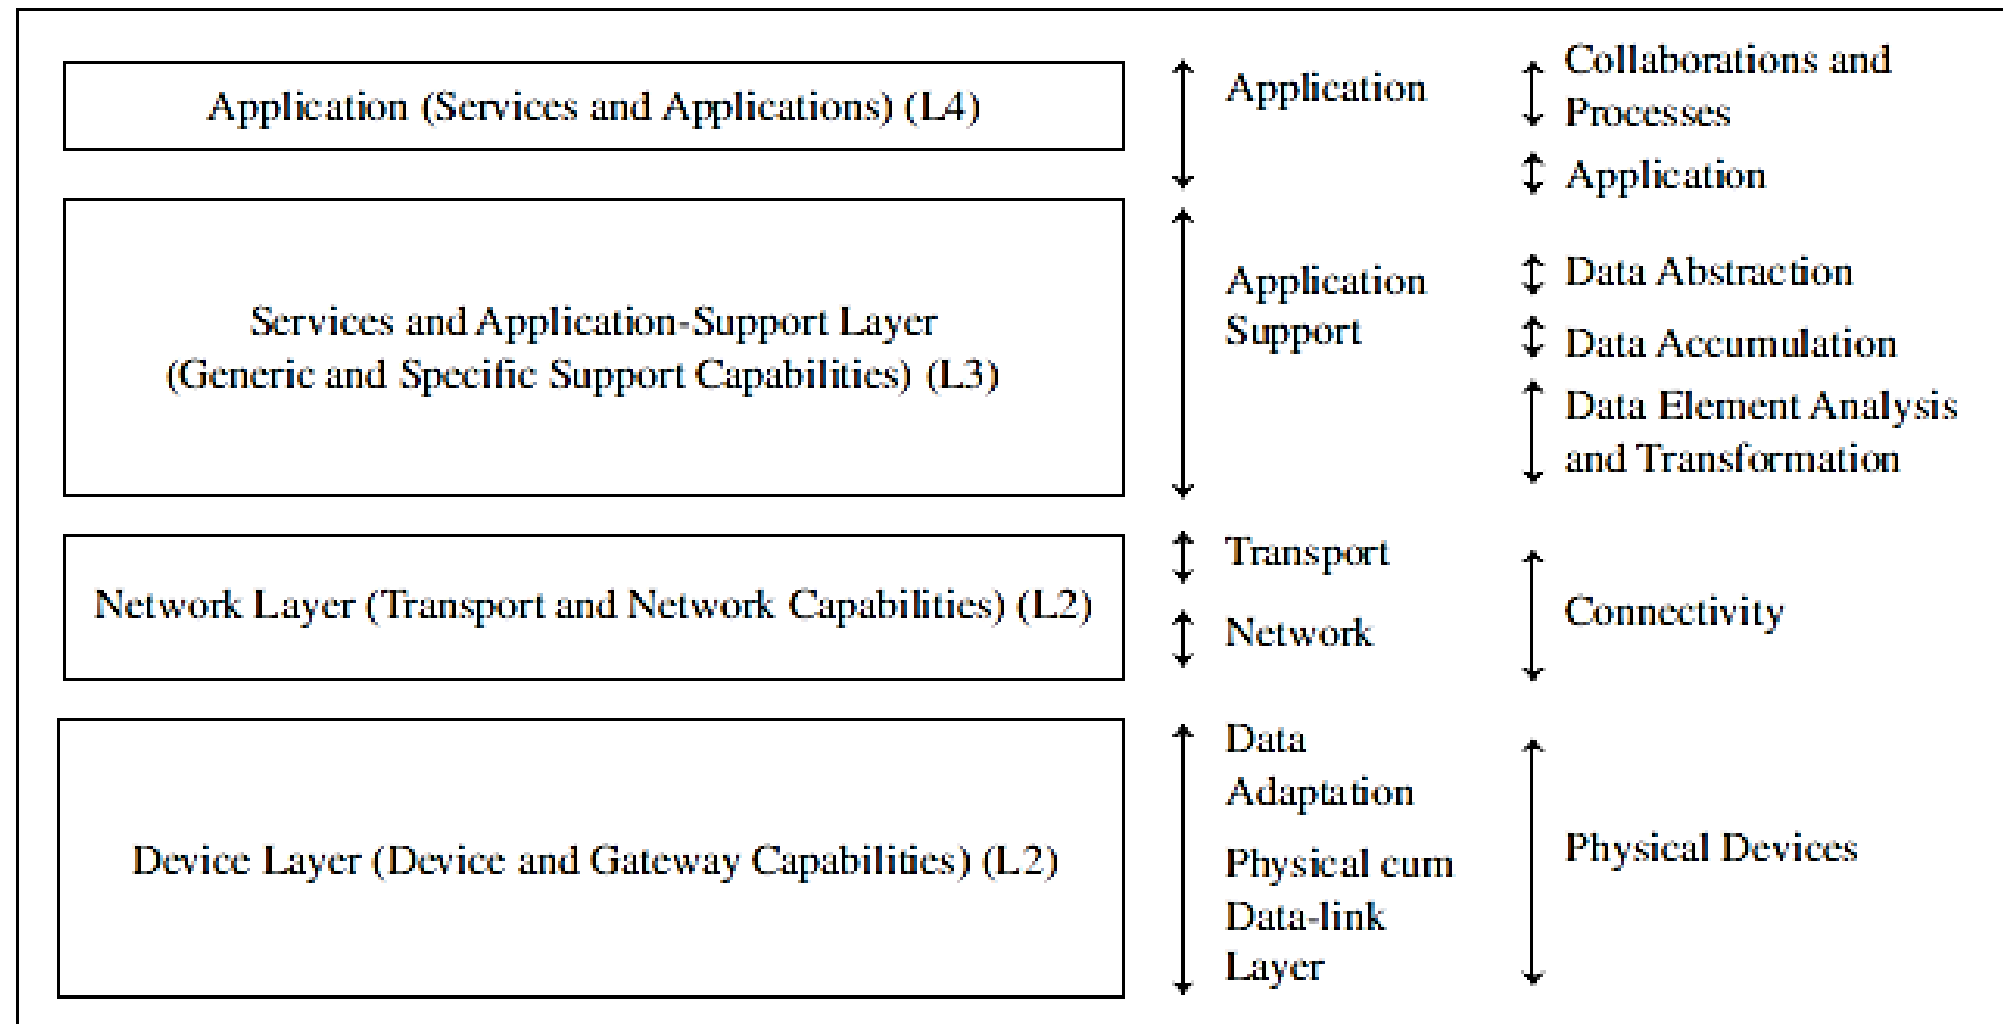 Application (Services and Applications) (L4)
Services and Application-Support Layer
(Generic and Specific Support Capabilities) (L3)
Network Layer (Transport and Network Capabilities) (L2)
Device Layer (Device and Gateway Capabilities) (L2)
Application
Application
Support
Transport
Network
Data
Adaptation
Physical cum
Data-link
Layer
Collaborations and
Processes
Application
Data Abstraction
Data Accumulation
Data Element Analysis
and Transformation
Connectivity
Physical Devices